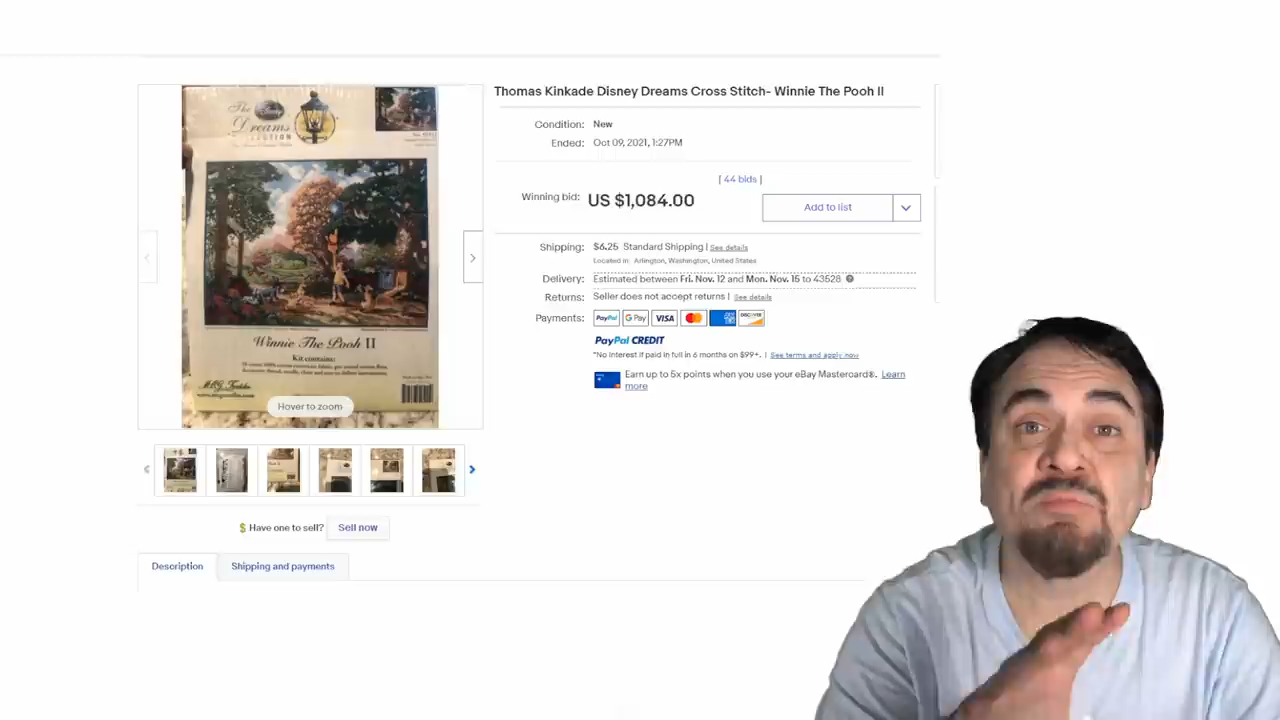 Thomas Kinkade Disney Dreams Cross Stitch- Winnie The Pooh II
Condition: New
Ended: Oct 09, 2021, 1:27PM
[ 44 bids ]
Winning bid: US $1,084.00
Add to list
Shipping: $6.25 Standard Shipping | See details
Located in: Arlington, Washington, United States
Delivery: Estimated between Fri. Nov. 12 and Mon. Nov. 15 to 43528
Returns: Seller does not accept returns | See details
Payments: PayPal G Pay VISA MasterCard AMEX DISCOVER
PayPal CREDIT
*No Interest if paid in full in 6 months on $99+. | See terms and apply now
Earn up to 5x points when you use your eBay Mastercard®. Learn
more
The Disney
Dreams
COLLECTION
Winnie The Pooh II
Kit contains:
Hover to zoom
$ Have one to sell? Sell now
Description
Shipping and payments